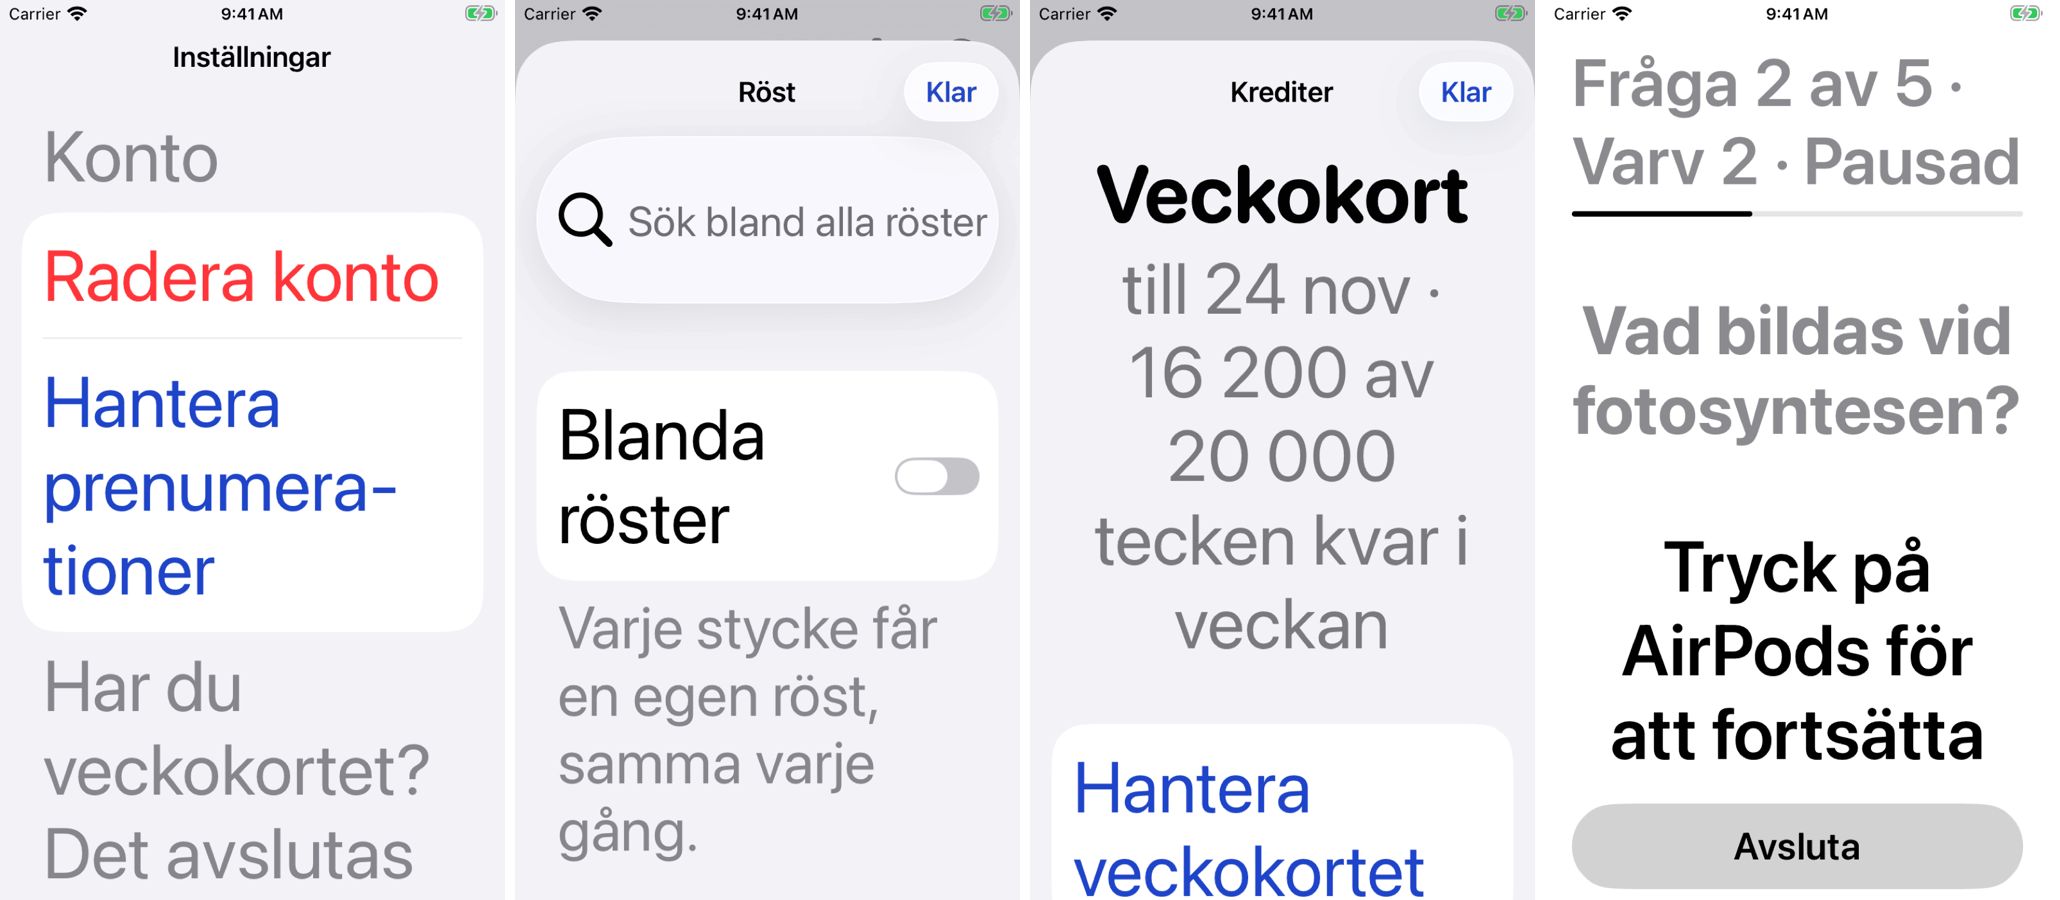 Carrier 9:41 AM
Inställningar
Konto
Radera konto
Hantera
prenumera-
tioner
Har du
veckokortet?
Det avslutas
Carrier 9:41 AM
Röst
Klar
Sök bland alla röster
Blanda
röster
Varje stycke får
en egen röst,
samma varje
gång.
Carrier 9:41 AM
Krediter
Klar
Veckokort
till 24 nov ·
16 200 av
20 000
tecken kvar i
veckan
Hantera
veckokortet
Carrier 9:41 AM
Fråga 2 av 5 ·
Varv 2 · Pausad
Vad bildas vid
fotosyntesen?
Tryck på
AirPods för
att fortsätta
Avsluta